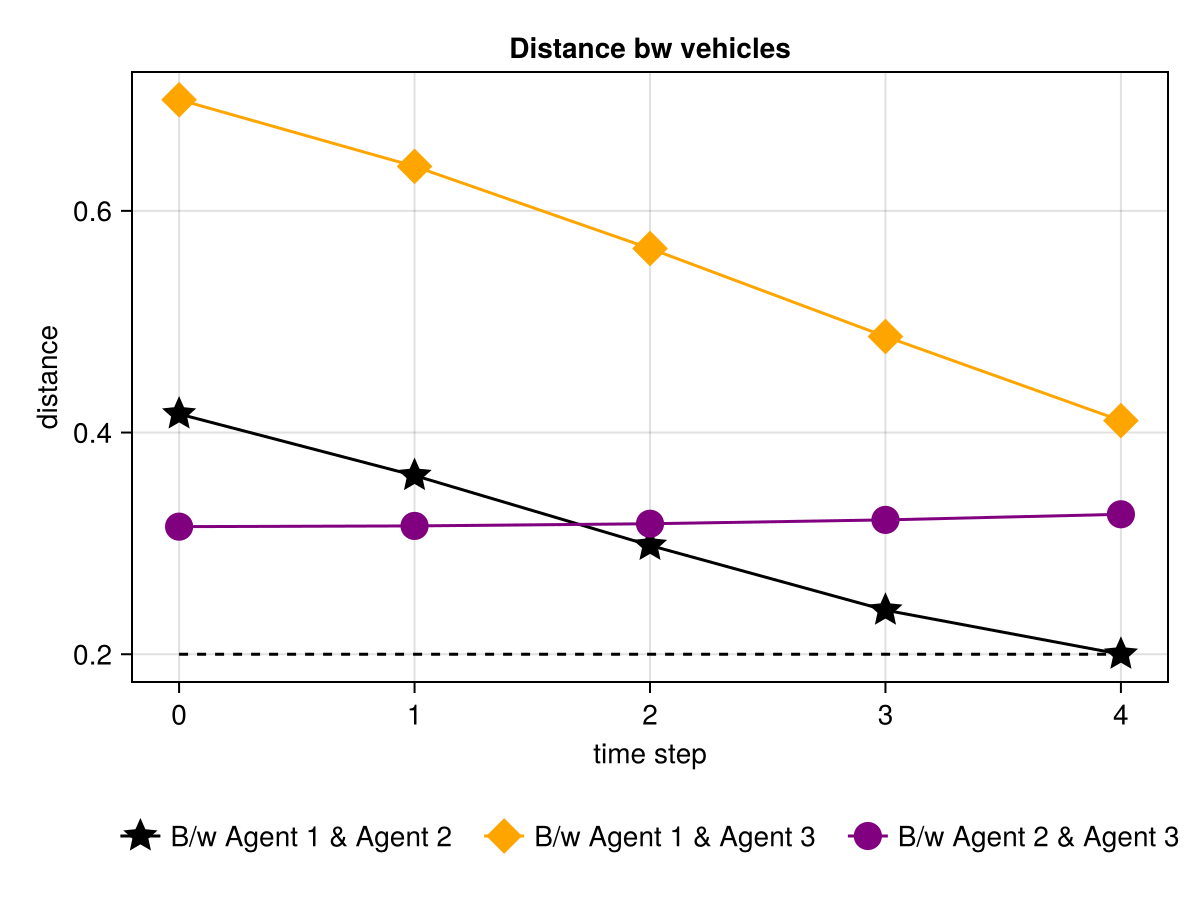 Distance bw vehicles
distance
0.6
0.4
0.2
0 1 2 3 4
time step
B/w Agent 1 & Agent 2 B/w Agent 1 & Agent 3 B/w Agent 2 & Agent 3